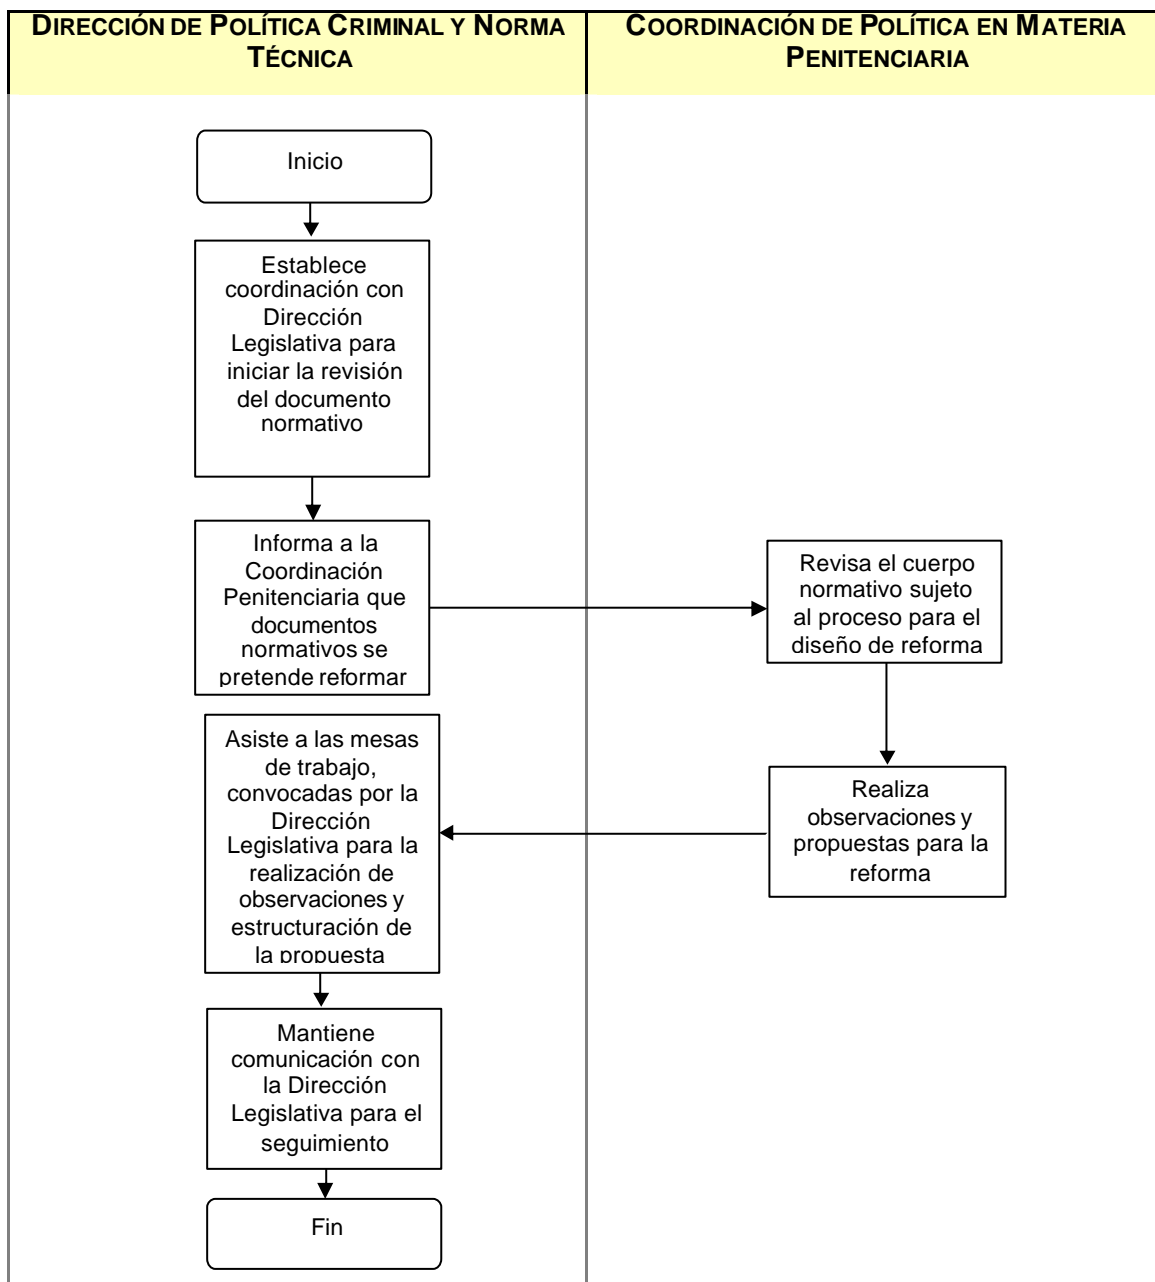 DIRECCIÓN DE POLÍTICA CRIMINAL Y NORMA
TÉCNICA
COORDINACIÓN DE POLÍTICA EN MATERIA
PENITENCIARIA
Inicio
Establece
coordinación con
Dirección
Legislativa para
iniciar la revisión
del documento
normativo
Informa a la
Coordinación
Penitenciaria que
documentos
normativos se
pretende reformar
Revisa el cuerpo
normativo sujeto
al proceso para el
diseño de reforma
Realiza
observaciones y
propuestas para la
reforma
Asiste a las mesas
de trabajo,
convocadas por la
Dirección
Legislativa para la
realización de
observaciones y
estructuración de
la propuesta
Mantiene
comunicación con
la Dirección
Legislativa para el
seguimiento
Fin